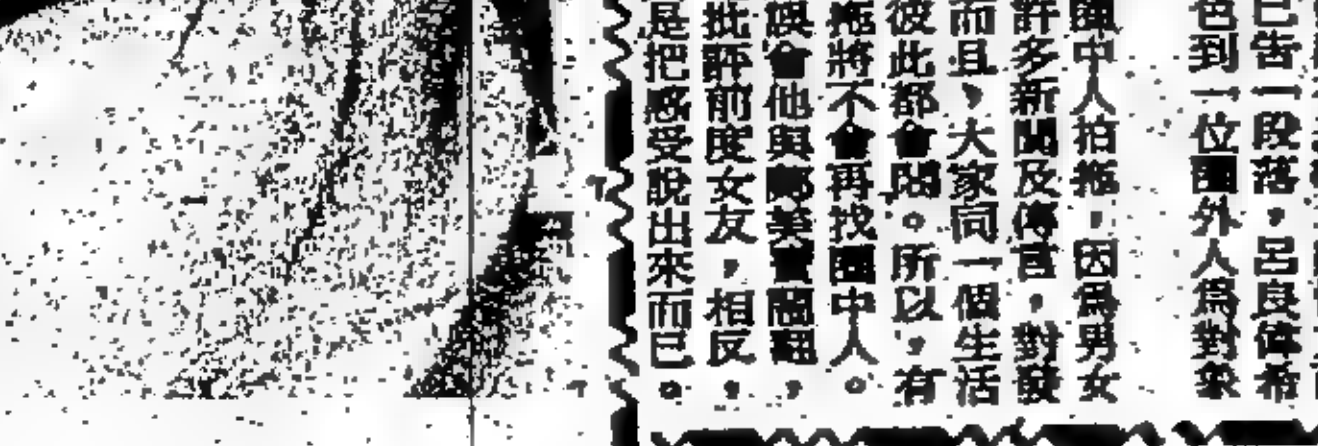 已告一段落,呂良偉希
色到一位圈外人爲對象
圈中人拍拖,因爲男女
許多新聞及傳言,對發
而且,大家同一個生活
彼此都會悶。所以,有
拖將不會再找圈中人。
誤會他與鄭美寶鬧翻,
批評前度女友,相反,
是把感受說出來而已。